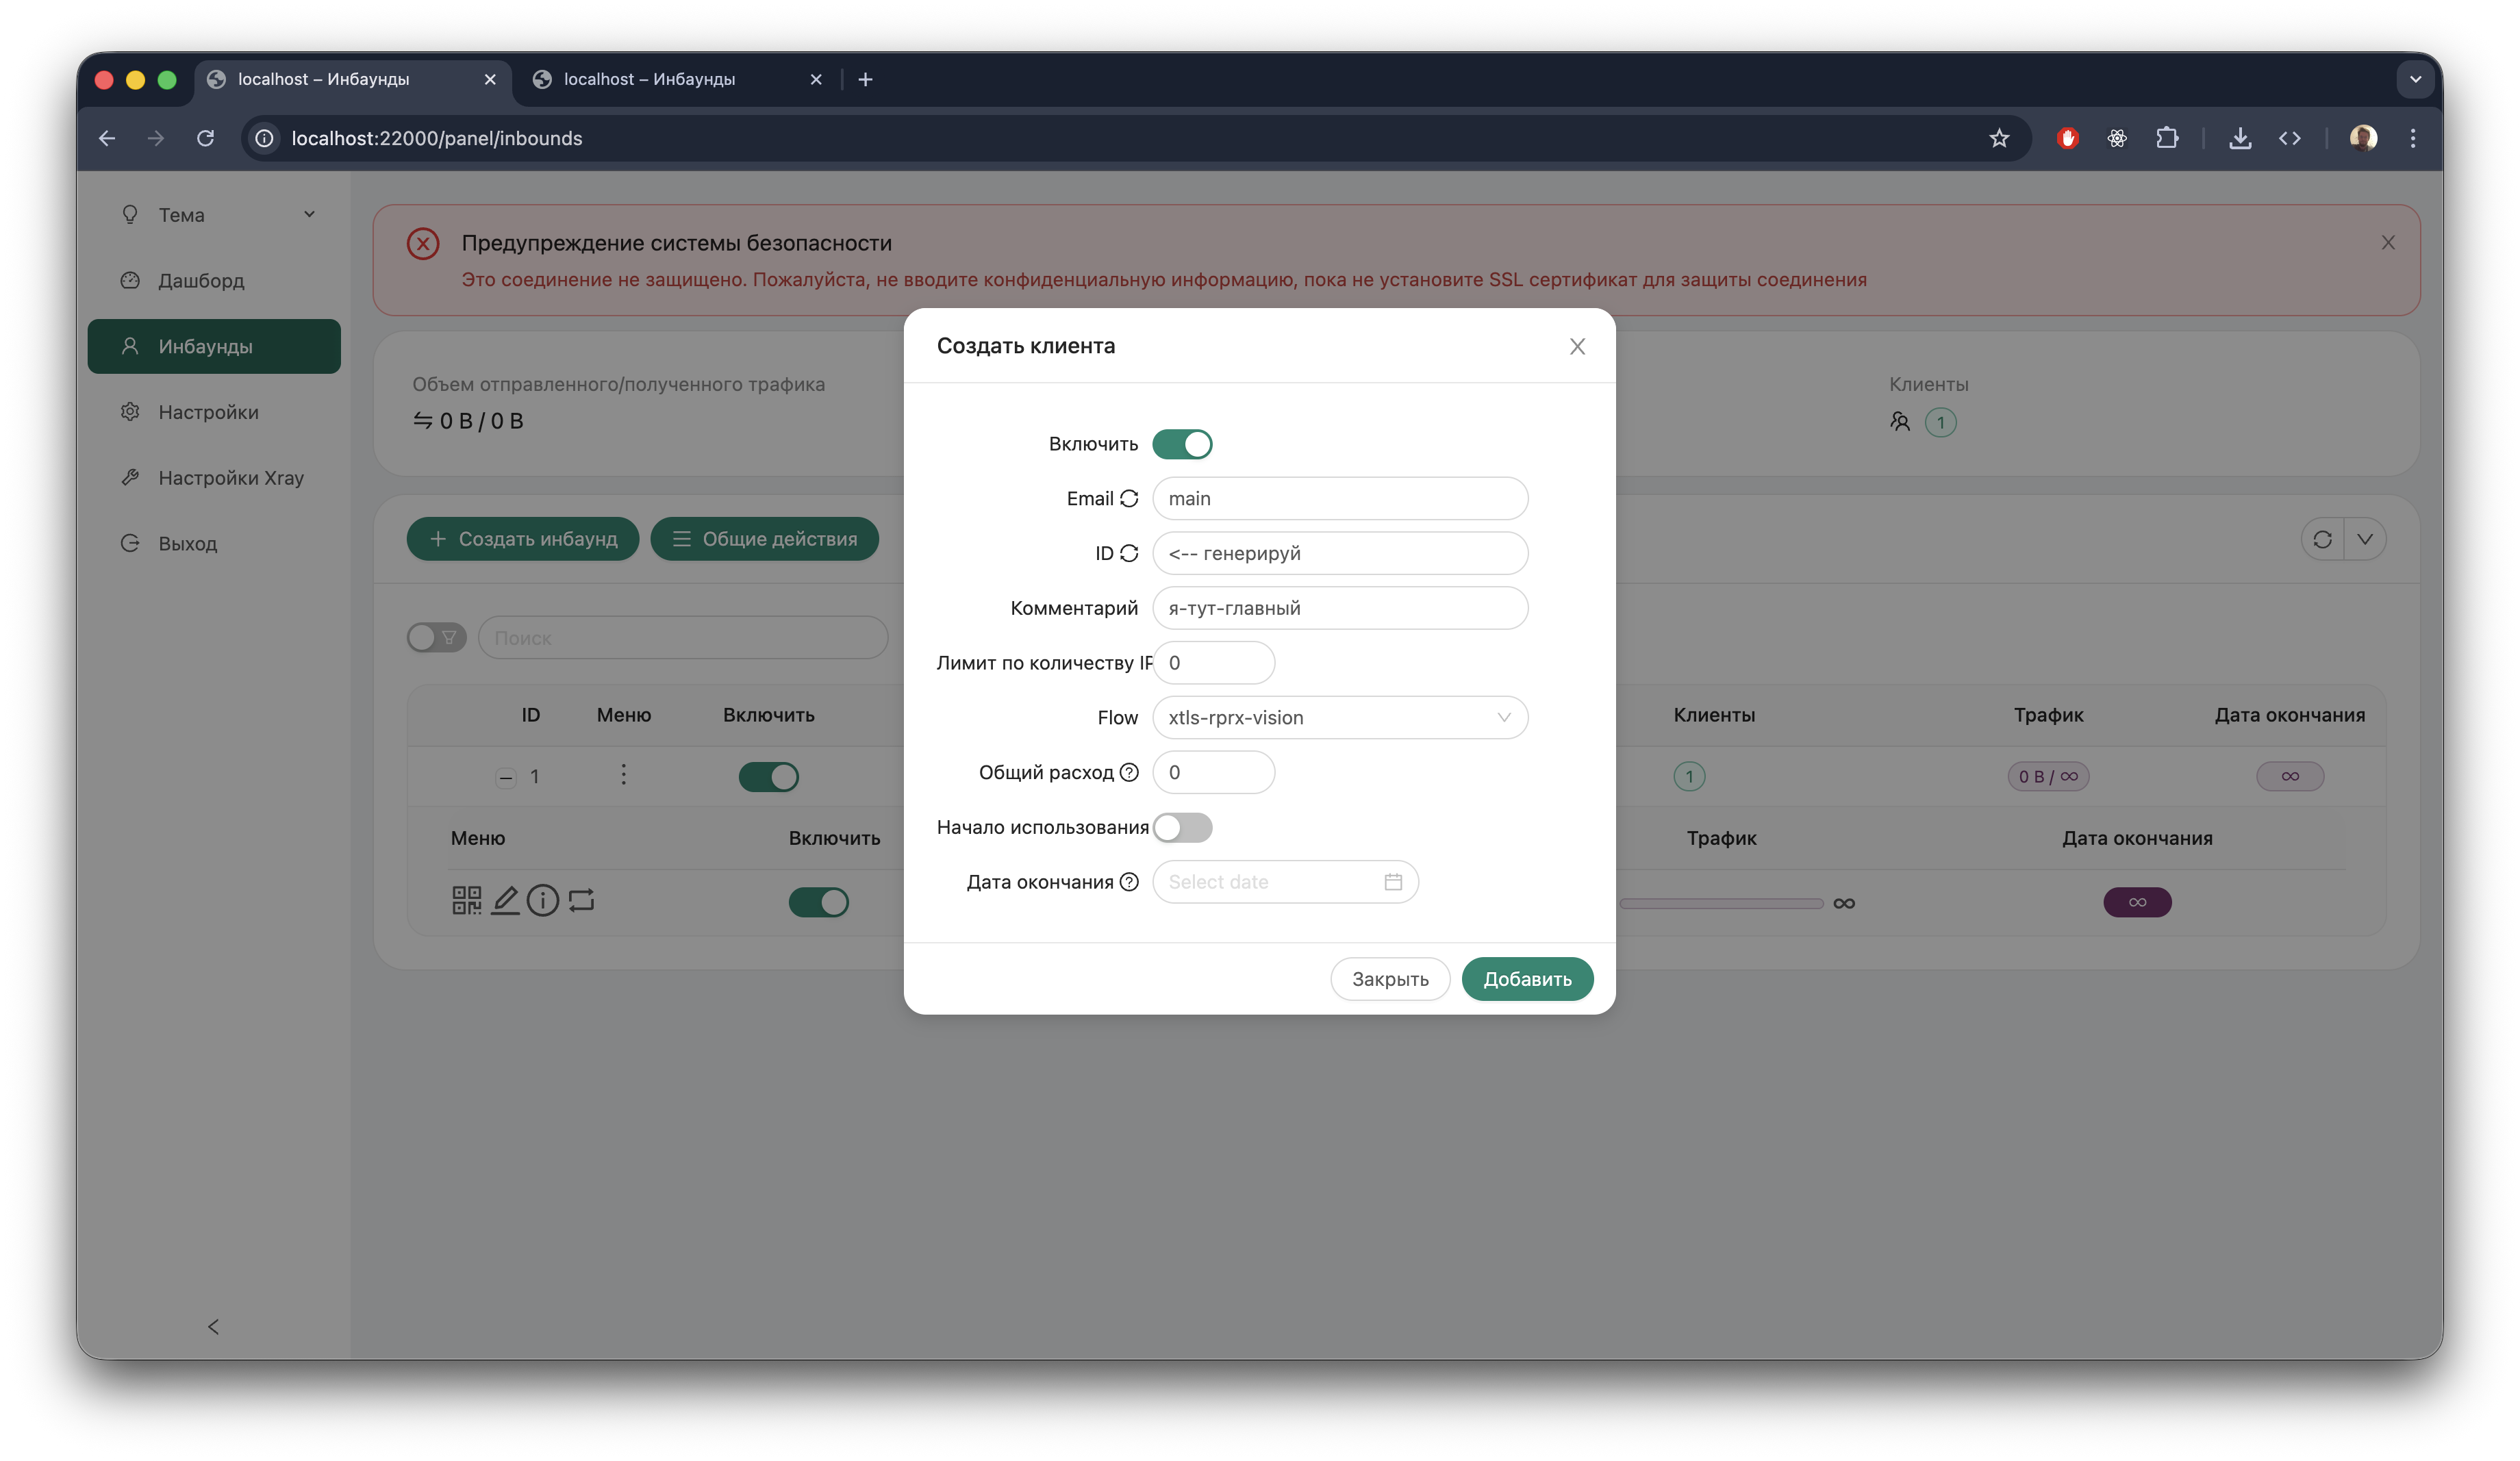 localhost – Инбаунды
localhost – Инбаунды
localhost:22000/panel/inbounds
Тема
Дашборд
Инбаунды
Настройки
Настройки Xray
Выход
Предупреждение системы безопасности
Это соединение не защищено. Пожалуйста, не вводите конфиденциальную информацию, пока не установите SSL сертификат для защиты соединения
Объем отправленного/полученного трафика
0 B / 0 B
Клиенты
1
Создать инбаунд
Общие действия
Поиск
ID Меню Включить Клиенты Трафик Дата окончания
1 1 0 B / ∞ ∞
Меню Включить Трафик Дата окончания
∞ ∞
Создать клиента
Включить
Email main
ID <-- генерируй
Комментарий я-тут-главный
Лимит по количеству IP 0
Flow xtls-rprx-vision
Общий расход 0
Начало использования
Дата окончания Select date
Закрыть Добавить